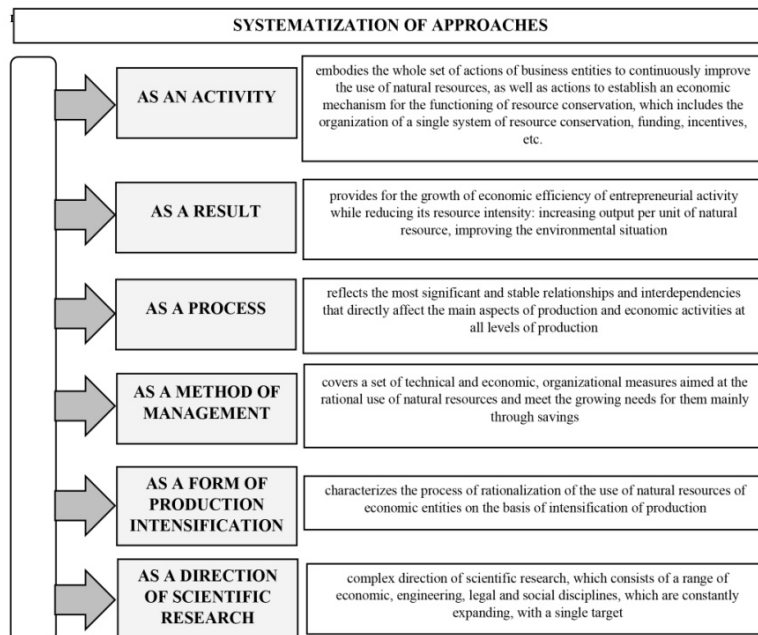 SYSTEMATIZATION OF APPROACHES
AS AN ACTIVITY
embodies the whole set of actions of business entities to continuously improve
the use of natural resources, as well as actions to establish an economic
mechanism for the functioning of resource conservation, which includes the
organization of a single system of resource conservation, funding, incentives,
etc.
AS A RESULT
provides for the growth of economic efficiency of entrepreneurial activity
while reducing its resource intensity: increasing output per unit of natural
resource, improving the environmental situation
AS A PROCESS
reflects the most significant and stable relationships and interdependencies
that directly affect the main aspects of production and economic activities at
all levels of production
AS A METHOD OF
MANAGEMENT
covers a set of technical and economic, organizational measures aimed at the
rational use of natural resources and meet the growing needs for them mainly
through savings
AS A FORM OF
PRODUCTION
INTENSIFICATION
characterizes the process of rationalization of the use of natural resources of
economic entities on the basis of intensification of production
AS A DIRECTION
OF SCIENTIFIC
RESEARCH
complex direction of scientific research, which consists of a range of
economic, engineering, legal and social disciplines, which are constantly
expanding, with a single target